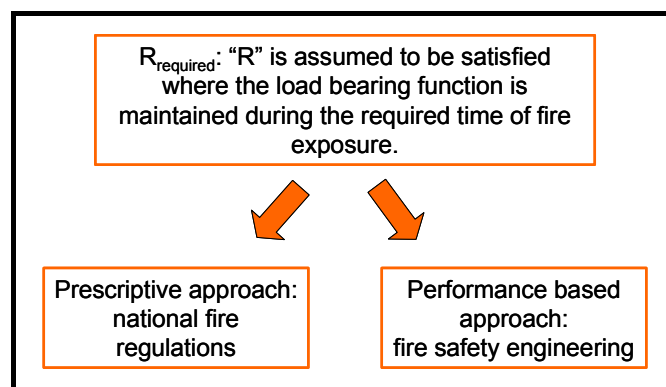 R_required: “R” is assumed to be satisfied
where the load bearing function is
maintained during the required time of fire
exposure.
Prescriptive approach:
national fire
regulations
Performance based
approach:
fire safety engineering